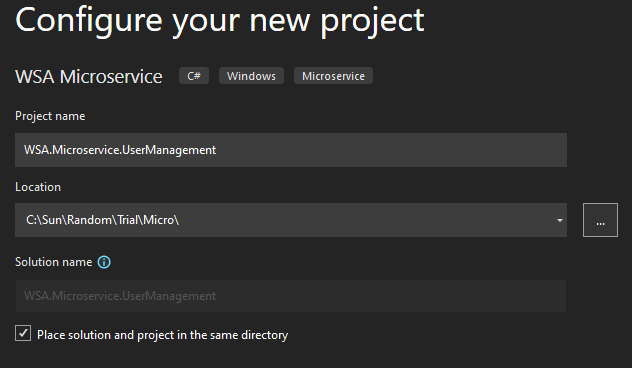 Configure your new project
WSA Microservice C# Windows Microservice
Project name
WSA.Microservice.UserManagement
Location
C:\Sun\Random\Trial\Micro\
...
Solution name
WSA.Microservice.UserManagement
Place solution and project in the same directory